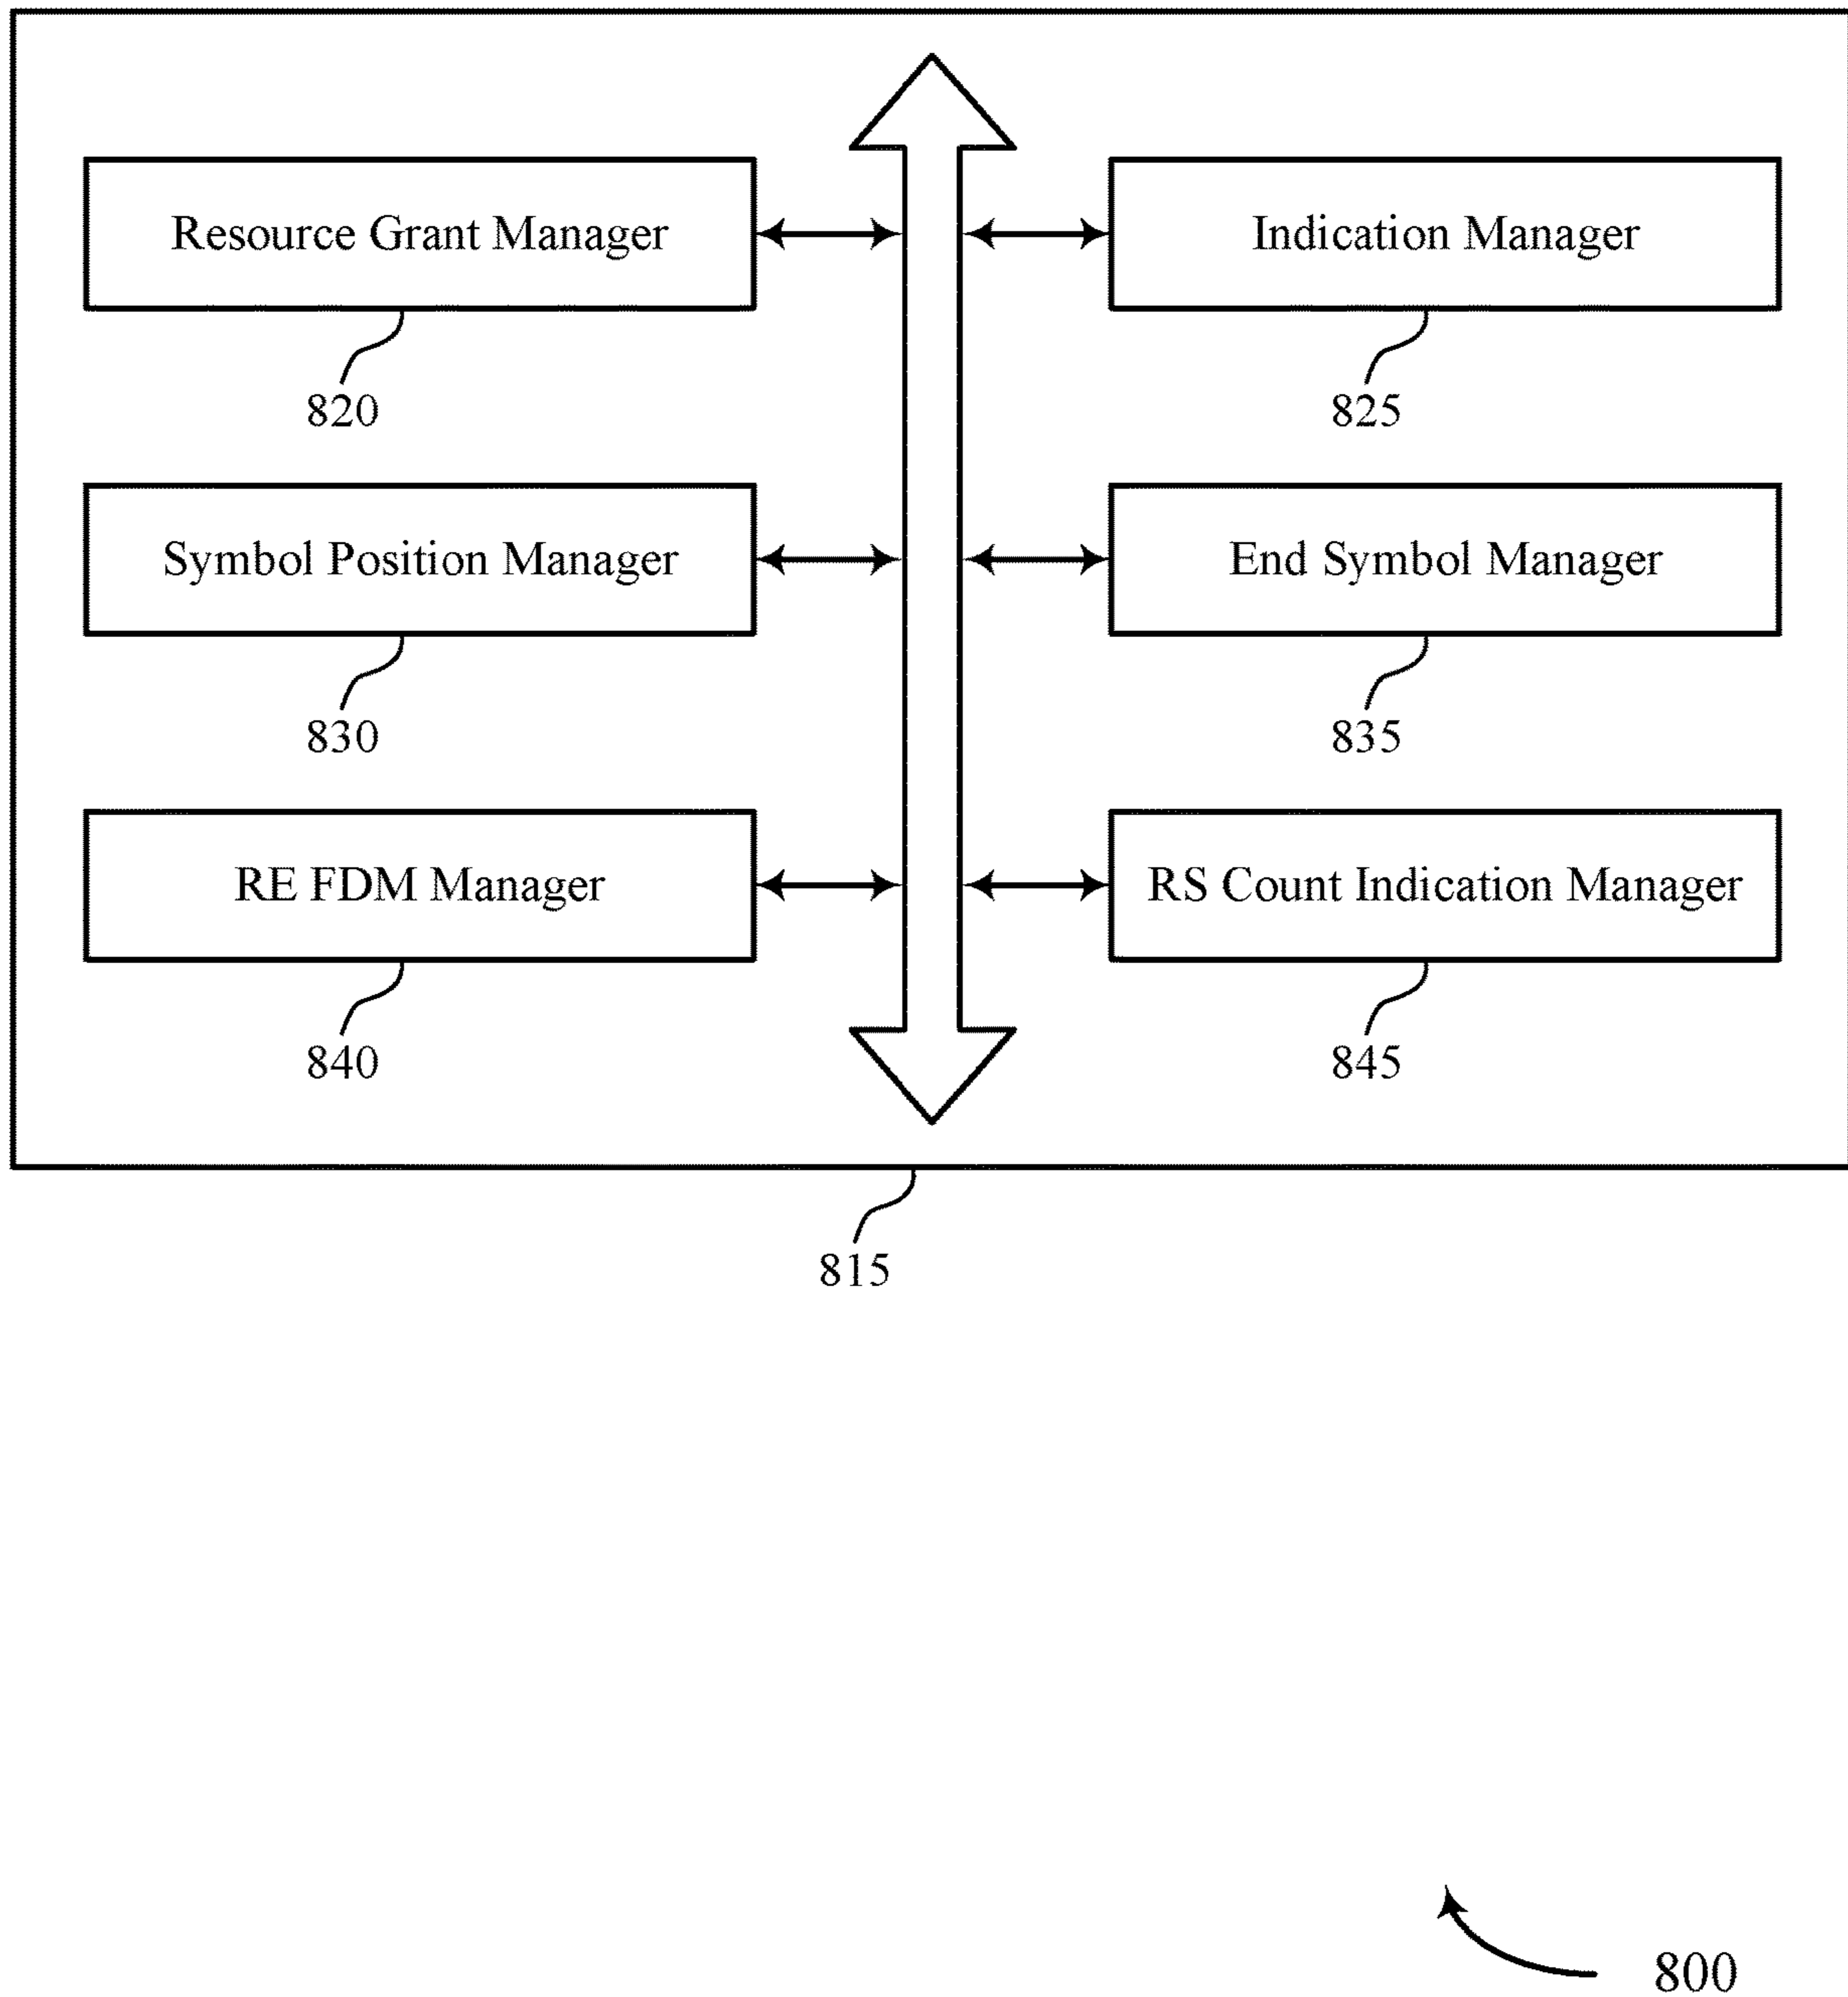 Resource Grant Manager
Indication Manager
820
825
Symbol Position Manager
End Symbol Manager
830
835
RE FDM Manager
RS Count Indication Manager
840
845
815
800